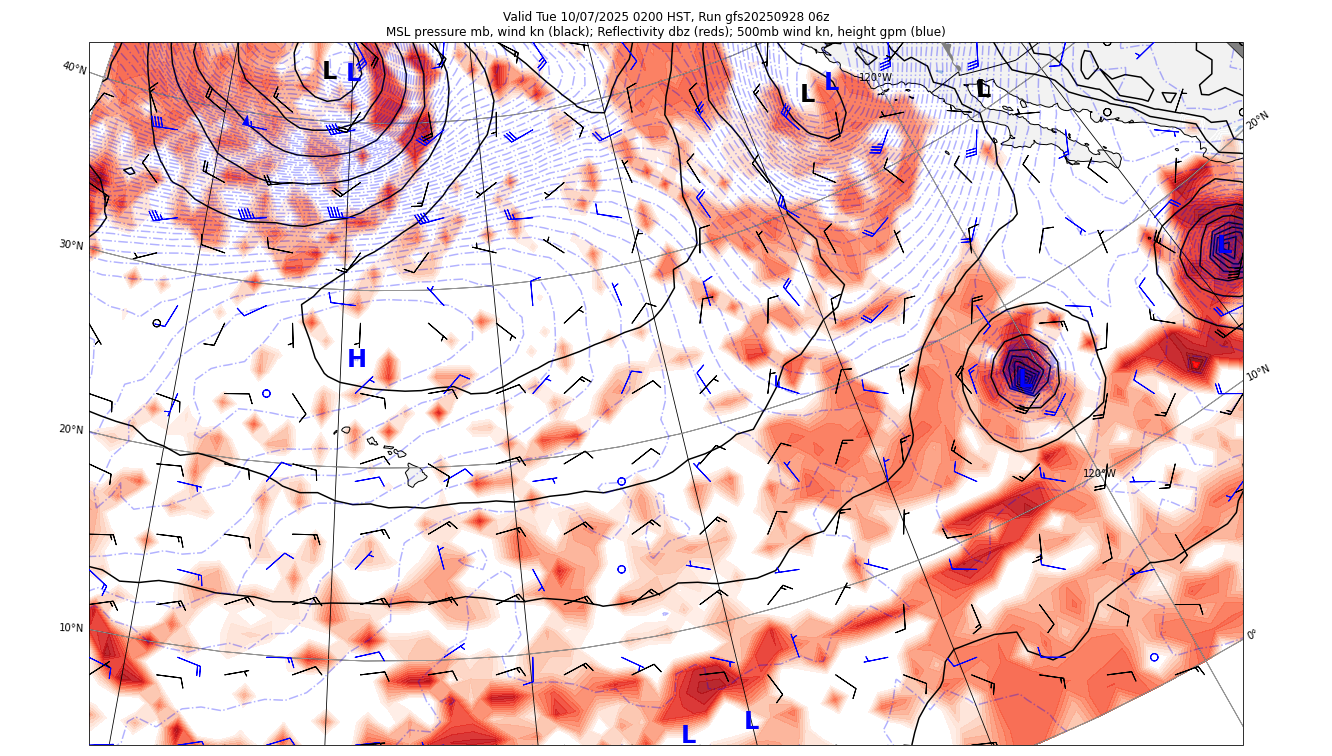 Valid Tue 10/07/2025 0200 HST, Run gfs20250928 06z
MSL pressure mb, wind kn (black); Reflectivity dbz (reds); 500mb wind kn, height gpm (blue)
40°N
L
L
L
L
120°W
L
20°N
30°N
L
H
L
L
10°N
20°N
120°W
10°N
0°
L
L